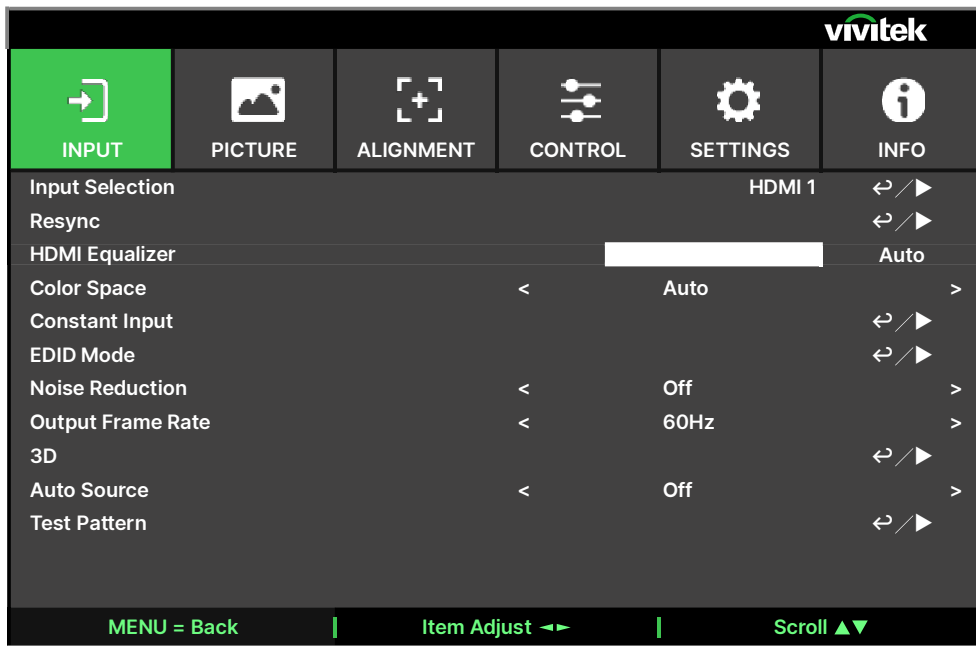 vivitek
INPUT PICTURE ALIGNMENT CONTROL SETTINGS INFO
Input Selection HDMI 1 ↩/▶
Resync ↩/▶
HDMI Equalizer Auto
Color Space < Auto >
Constant Input ↩/▶
EDID Mode ↩/▶
Noise Reduction < Off >
Output Frame Rate < 60Hz >
3D ↩/▶
Auto Source < Off >
Test Pattern ↩/▶
MENU = Back Item Adjust ◄► Scroll ▲▼